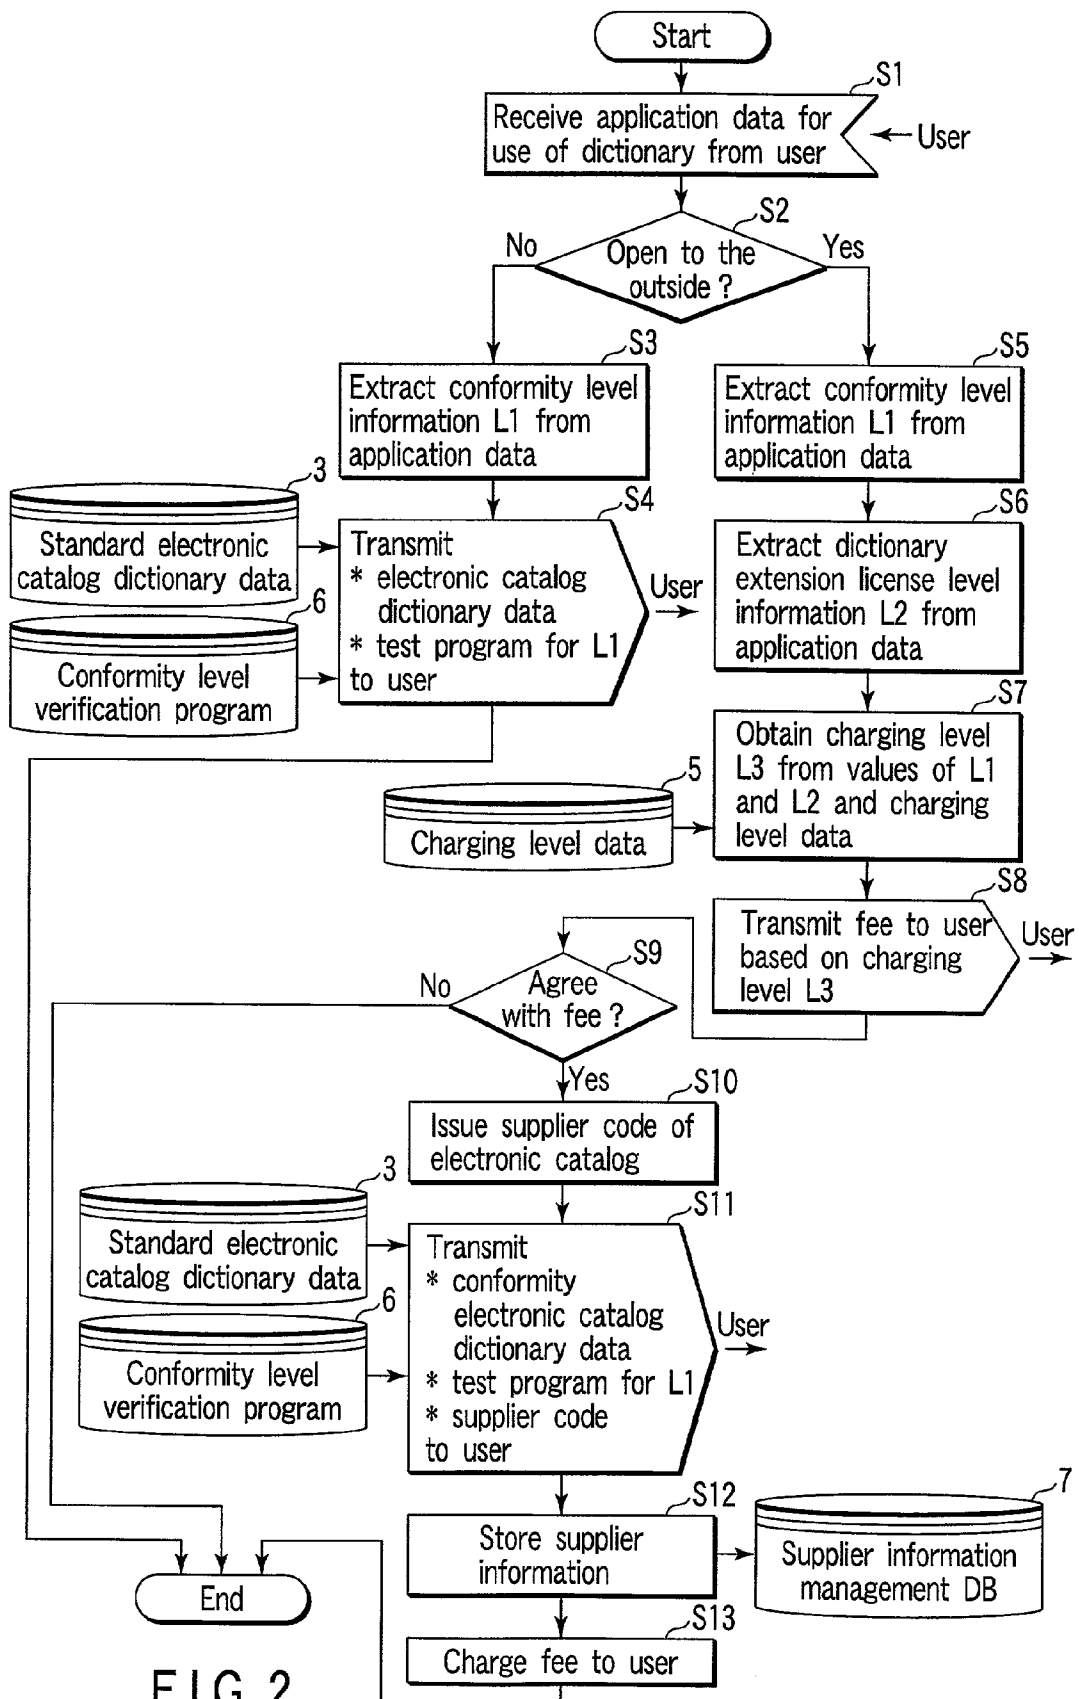 Start
S1
Receive application data for
use of dictionary from user
User
S2
Open to the
outside?
No
Yes
S3
Extract conformity level
information L1 from
application data
S5
Extract conformity level
information L1 from
application data
3
Standard electronic
catalog dictionary data
S4
Transmit
* electronic catalog
dictionary data
* test program for L1
to user
User
S6
Extract dictionary
extension license level
information L2 from
application data
6
Conformity level
verification program
S7
Obtain charging level
L3 from values of L1
and L2 and charging
level data
5
Charging level data
S8
Transmit fee to user
based on charging
level L3
User
S9
Agree
with fee?
No
Yes
S10
Issue supplier code of
electronic catalog
3
Standard electronic
catalog dictionary data
S11
Transmit
* conformity
electronic catalog
dictionary data
* test program for L1
* supplier code
to user
User
6
Conformity level
verification program
S12
Store supplier
information
7
Supplier information
management DB
End
S13
Charge fee to user
FIG. 2